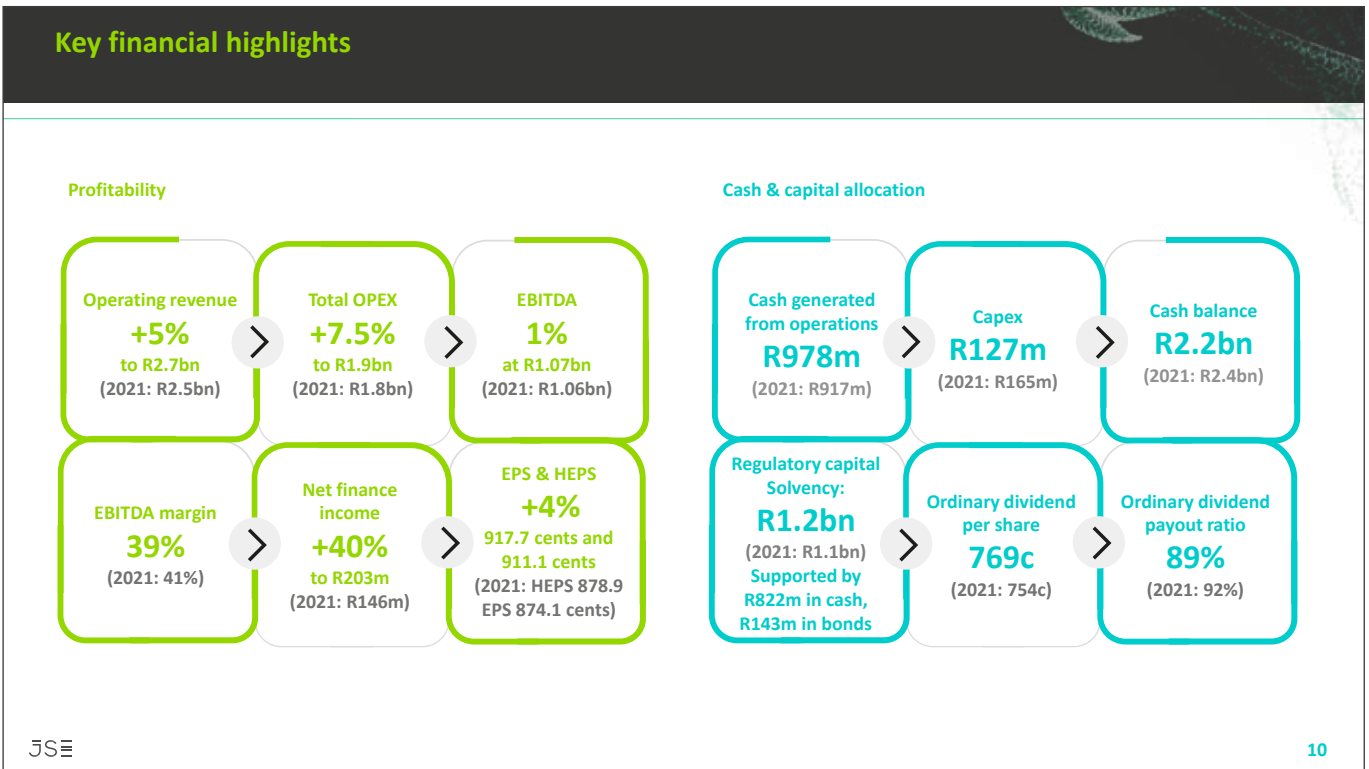 Key financial highlights
Profitability
Operating revenue
+5%
to R2.7bn
(2021: R2.5bn)
Total OPEX
+7.5%
to R1.9bn
(2021: R1.8bn)
EBITDA
1%
at R1.07bn
(2021: R1.06bn)
EBITDA margin
39%
(2021: 41%)
Net finance
income
+40%
to R203m
(2021: R146m)
EPS & HEPS
+4%
917.7 cents and
911.1 cents
(2021: HEPS 878.9
EPS 874.1 cents)
Cash & capital allocation
Cash generated
from operations
R978m
(2021: R917m)
Capex
R127m
(2021: R165m)
Cash balance
R2.2bn
(2021: R2.4bn)
Regulatory capital
Solvency:
R1.2bn
(2021: R1.1bn)
Supported by
R822m in cash,
R143m in bonds
Ordinary dividend
per share
769c
(2021: 754c)
Ordinary dividend
payout ratio
89%
(2021: 92%)
JSE
10